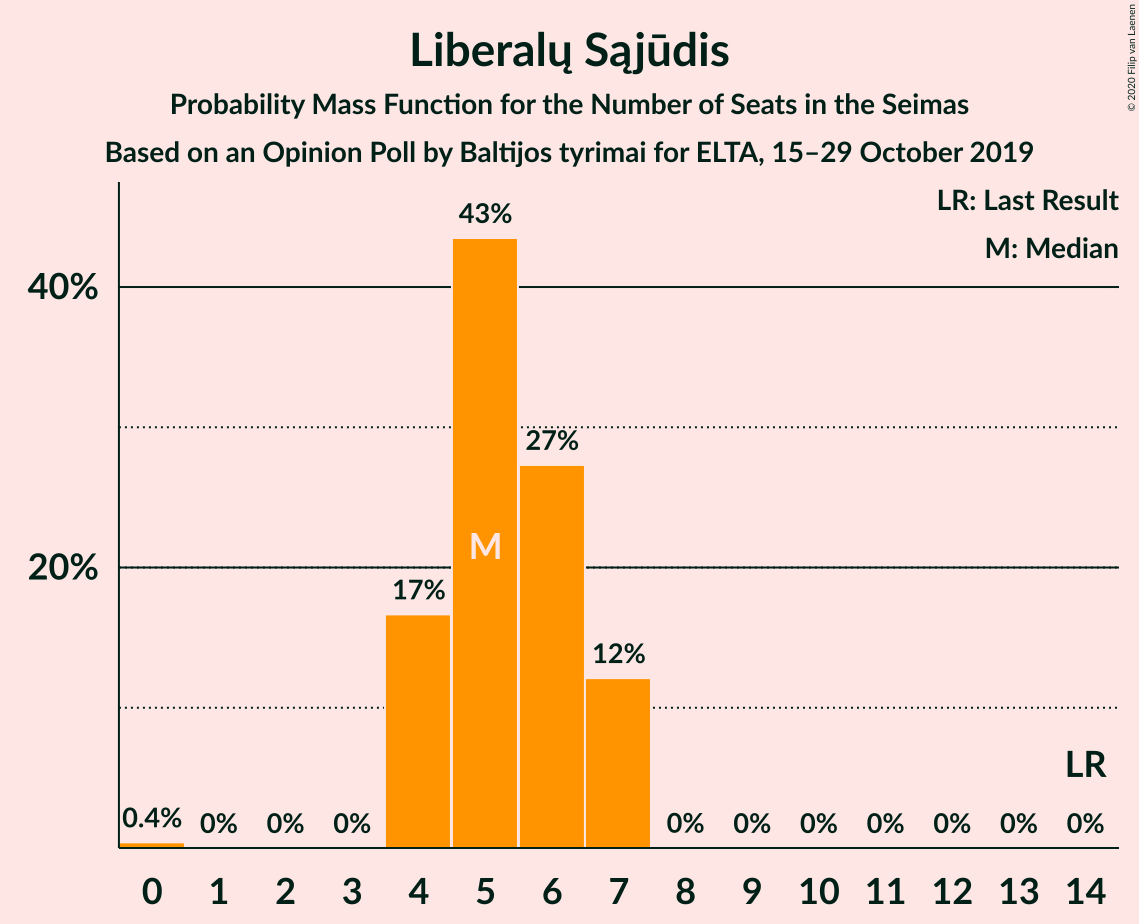 Liberalų Sąjūdis
Probability Mass Function for the Number of Seats in the Seimas
Based on an Opinion Poll by Baltijos tyrimai for ELTA, 15–29 October 2019
© 2020 Filip van Laenen
LR: Last Result
M: Median
43%
40%
27%
M
20%
17%
12%
LR
0.4% 0% 0% 0% 0% 0% 0% 0% 0% 0% 0%
0 1 2 3 4 5 6 7 8 9 10 11 12 13 14